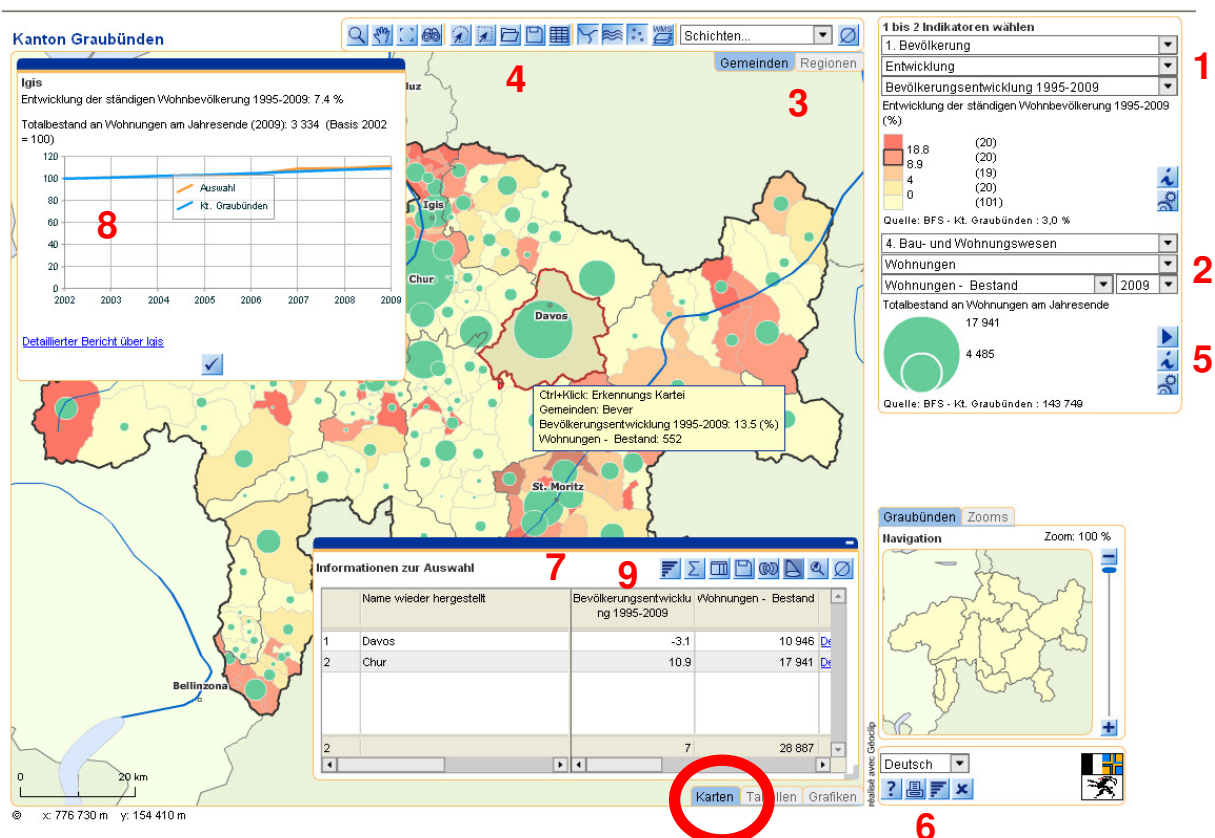 Kanton Graubünden
WMS
Schichten...
4
Gemeinden Regionen
3
Igis
Entwicklung der ständigen Wohnbevölkerung 1995-2009: 7.4 %
Totalbestand an Wohnungen am Jahresende (2009): 3 334 (Basis 2002
= 100)
120
100
80
60
40
20
0
2002 2003 2004 2005 2006 2007 2008 2009
Auswahl
Kt. Graubünden
8
Detaillierter Bericht über Igis
luz
Igis
Chur
Davos
Ctrl+Klick: Erkennungs Kartei
Gemeinden: Bever
Bevölkerungsentwicklung 1995-2009: 13.5 (%)
Wohnungen - Bestand: 552
St. Moritz
Bellinzona
7
9
Informationen zur Auswahl
Name wieder hergestellt
Bevölkerungsentwicklu
ng 1995-2009
Wohnungen - Bestand
1 Davos -3.1 10 946 De
2 Chur 10.9 17 941 De
2 7 28 887
0 20 km
Karten Tabellen Grafiken
© x: 776 730 m y: 154 410 m
1 bis 2 Indikatoren wählen
1. Bevölkerung
Entwicklung
Bevölkerungsentwicklung 1995-2009
1
Entwicklung der ständigen Wohnbevölkerung 1995-2009
(%)
18.8
8.9
4
0
(20)
(20)
(19)
(20)
(101)
Quelle: BFS - Kt. Graubünden : 3,0 %
4. Bau- und Wohnungswesen
Wohnungen
Wohnungen - Bestand 2009
2
Totalbestand an Wohnungen am Jahresende
17 941
4 485
5
Quelle: BFS - Kt. Graubünden : 143 749
Graubünden Zooms
Navigation Zoom: 100 %
réalisé avec Géoclip
Deutsch
6